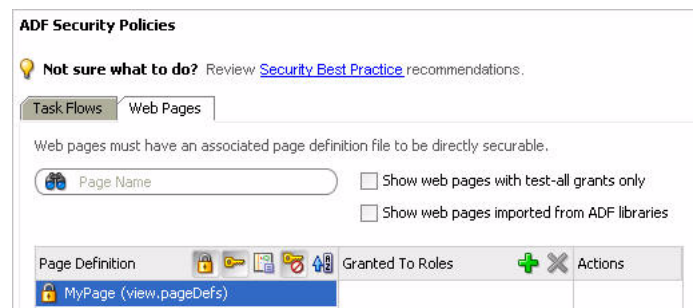 ADF Security Policies
Not sure what to do? Review Security Best Practice recommendations.
Task Flows Web Pages
Web pages must have an associated page definition file to be directly securable.
Page Name Show web pages with test-all grants only
Show web pages imported from ADF libraries
Page Definition Granted To Roles Actions
MyPage (view.pageDefs)